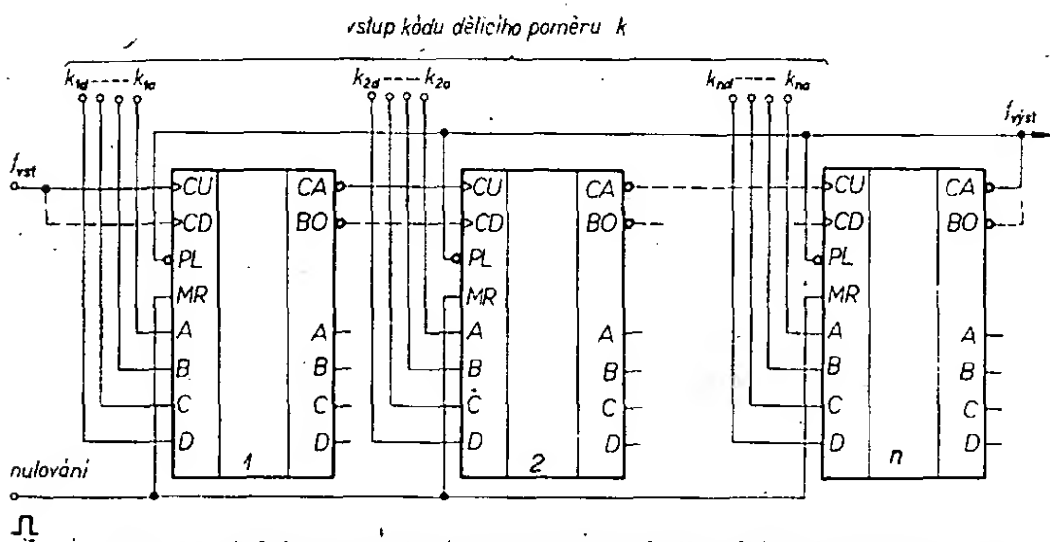 vstup kódu dělicího poměru k
k1d ---- k1a
k2d ---- k2a
knd ---- kna
fvst
fvýst
CU CA
CD BO
PL
MR
A A
B B
C C
D D
1
CU CA
CD BO
PL
MR
A A
B B
C C
D D
2
CU CA
CD BO
PL
MR
A A
B B
C C
D D
n
nulování